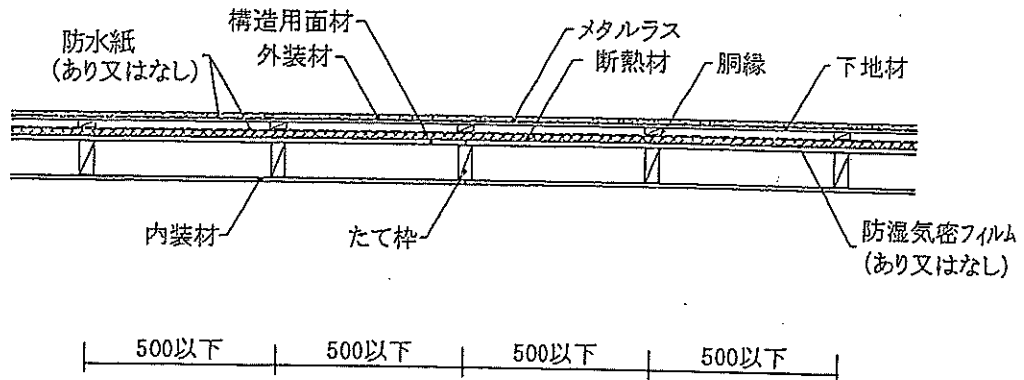 構造用面材
メタルラス
防水紙
(あり又はなし)
外装材
断熱材
胴縁
下地材
内装材
たて枠
防湿気密フィルム
(あり又はなし)
500以下
500以下
500以下
500以下